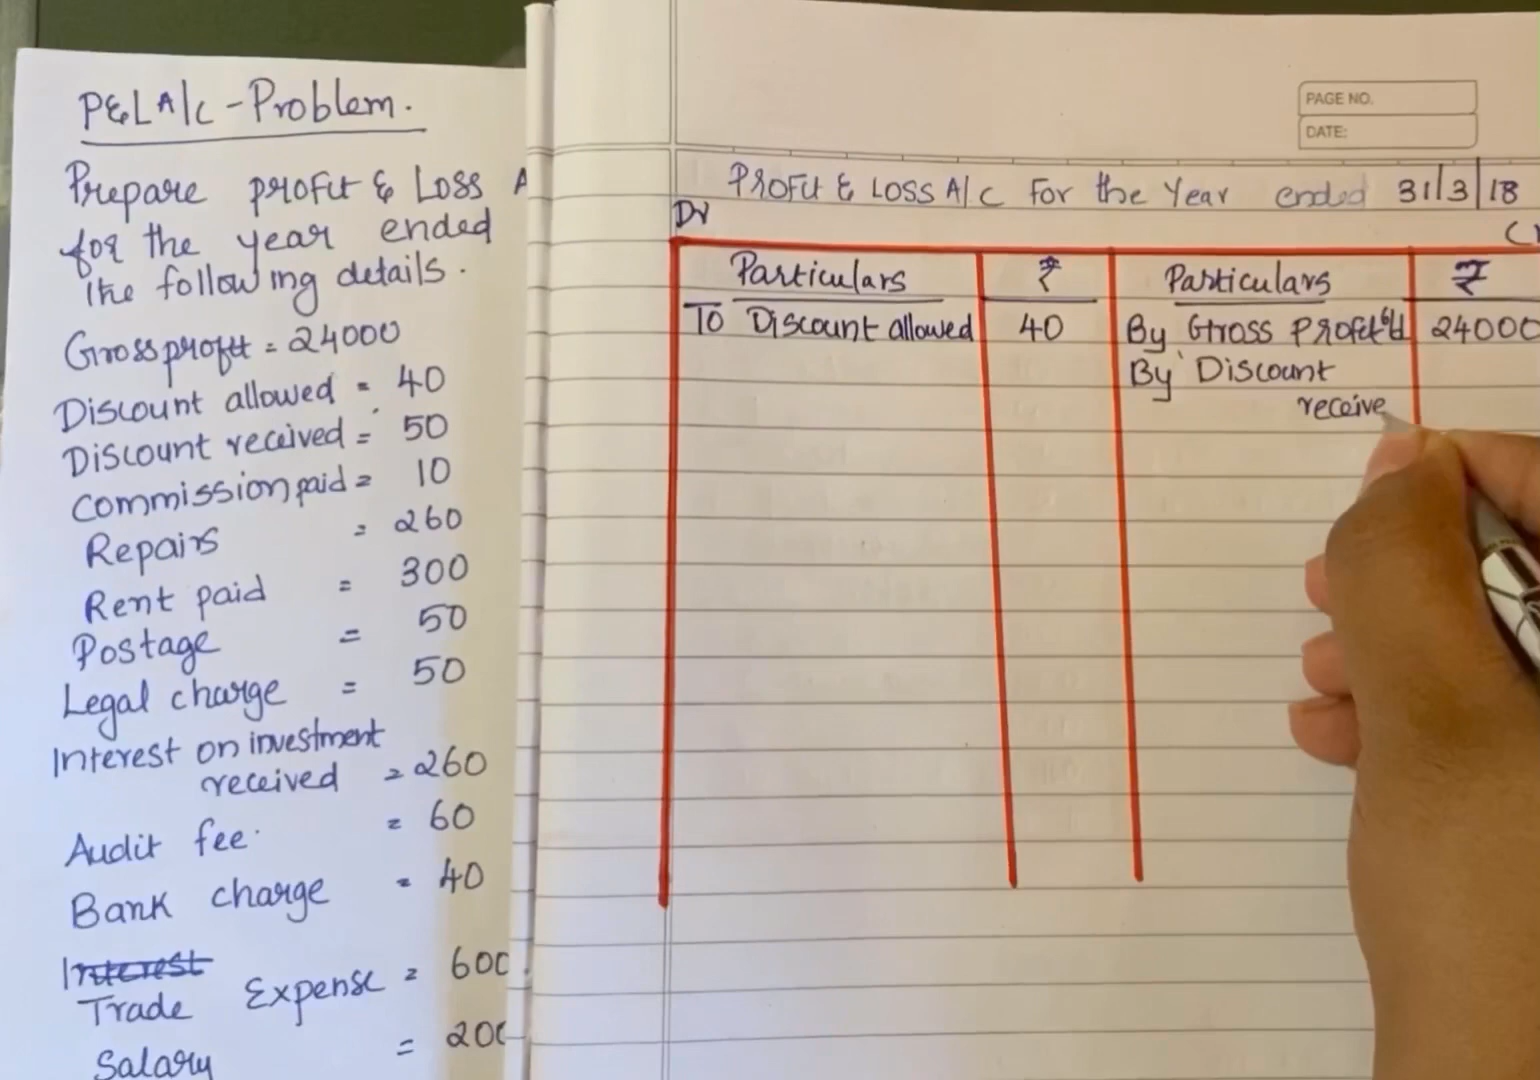 P&L A/c - Problem.
Prepare profit & Loss A
for the year ended
the following details.
Gross profit = 24000
Discount allowed = 40
Discount received = 50
Commission paid = 10
Repairs = 260
Rent paid = 300
Postage = 50
Legal charge = 50
Interest on investment
received = 260
Audit fee. = 60
Bank charge = 40
Interest
Trade Expense = 600
Salary = 200
PAGE NO.
DATE:
Profit & LOSS A/C For the Year ended 31/3/18
Dr
Particulars ₹ Particulars ₹
To Discount allowed 40 By Gross Profit b/d 24000
By Discount
receive